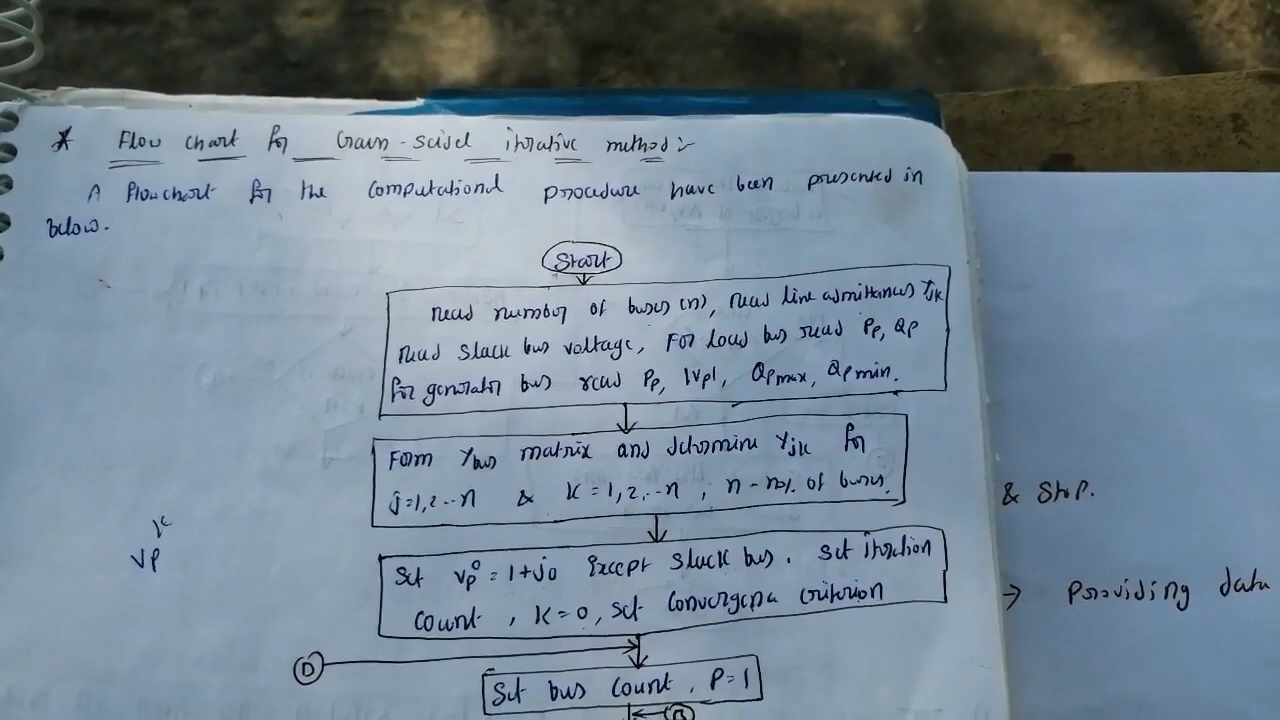 * Flow chart for Gauss-scisel iterative method :-
A Flowchart for the computational procedure have been presented in
below.
Start
Read number of buses (n), Read line admittances Yjk
Read slack bus voltage, For Load bus read Pp, Qp
For generator bus read Pp, |Vp|, Qpmax, Qpmin.
Form Ybus matrix and determine Yjk for
j=1,2...n & K=1,2...n, n - no/. of buses.
Set Vp⁰ = 1+j0 Except slack bus. Set iteration
count, K=0, Set Convergence Criterion
D
Set bus count, P=1
B
Vp^K
& Stop.
→ Providing data